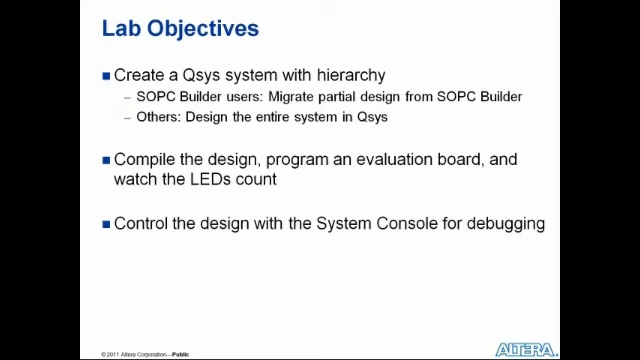 Lab Objectives
Create a Qsys system with hierarchy
– SOPC Builder users: Migrate partial design from SOPC Builder
– Others: Design the entire system in Qsys
Compile the design, program an evaluation board, and
watch the LEDs count
Control the design with the System Console for debugging
© 2011 Altera Corporation—Public
ALTERA